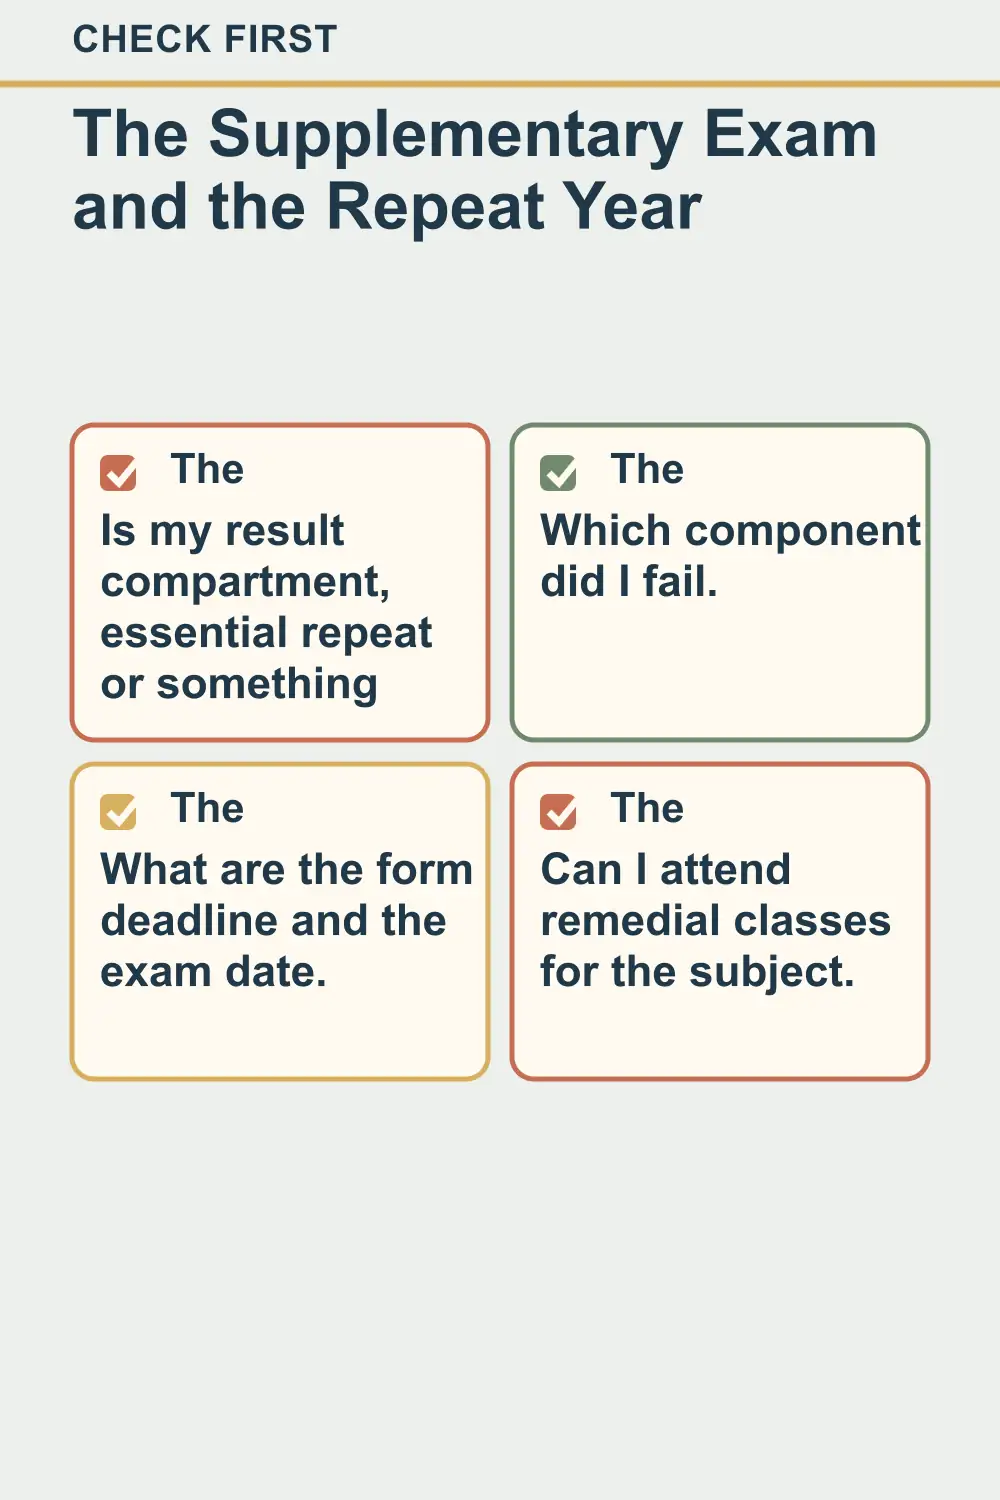 CHECK FIRST
The Supplementary Exam
and the Repeat Year
The
Is my result
compartment,
essential repeat
or something
The
Which component
did I fail.
The
What are the form
deadline and the
exam date.
The
Can I attend
remedial classes
for the subject.